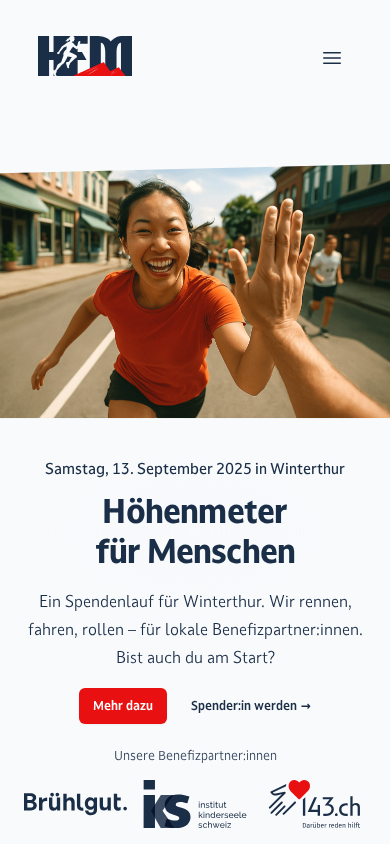 HFM
Samstag, 13. September 2025 in Winterthur
Höhenmeter
für Menschen
Ein Spendenlauf für Winterthur. Wir rennen,
fahren, rollen – für lokale Benefizpartner:innen.
Bist auch du am Start?
Mehr dazu
Spender:in werden →
Unsere Benefizpartner:innen
Brühlgut.
iks
institut
kinderseele
schweiz
143.ch
Darüber reden hilft